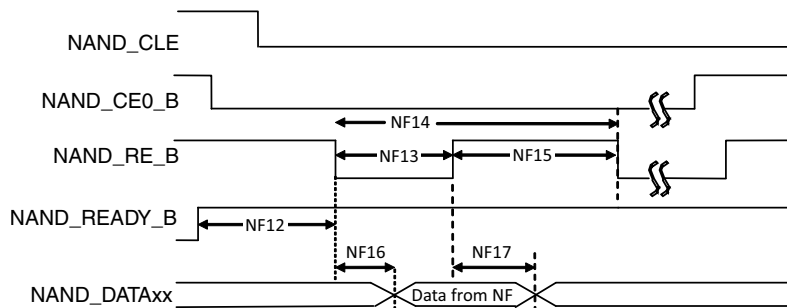 NAND_CLE
NAND_CE0_B
NF14
NAND_RE_B
NF13
NF15
NAND_READY_B
NF12
NF16
NF17
NAND_DATAxx
Data from NF